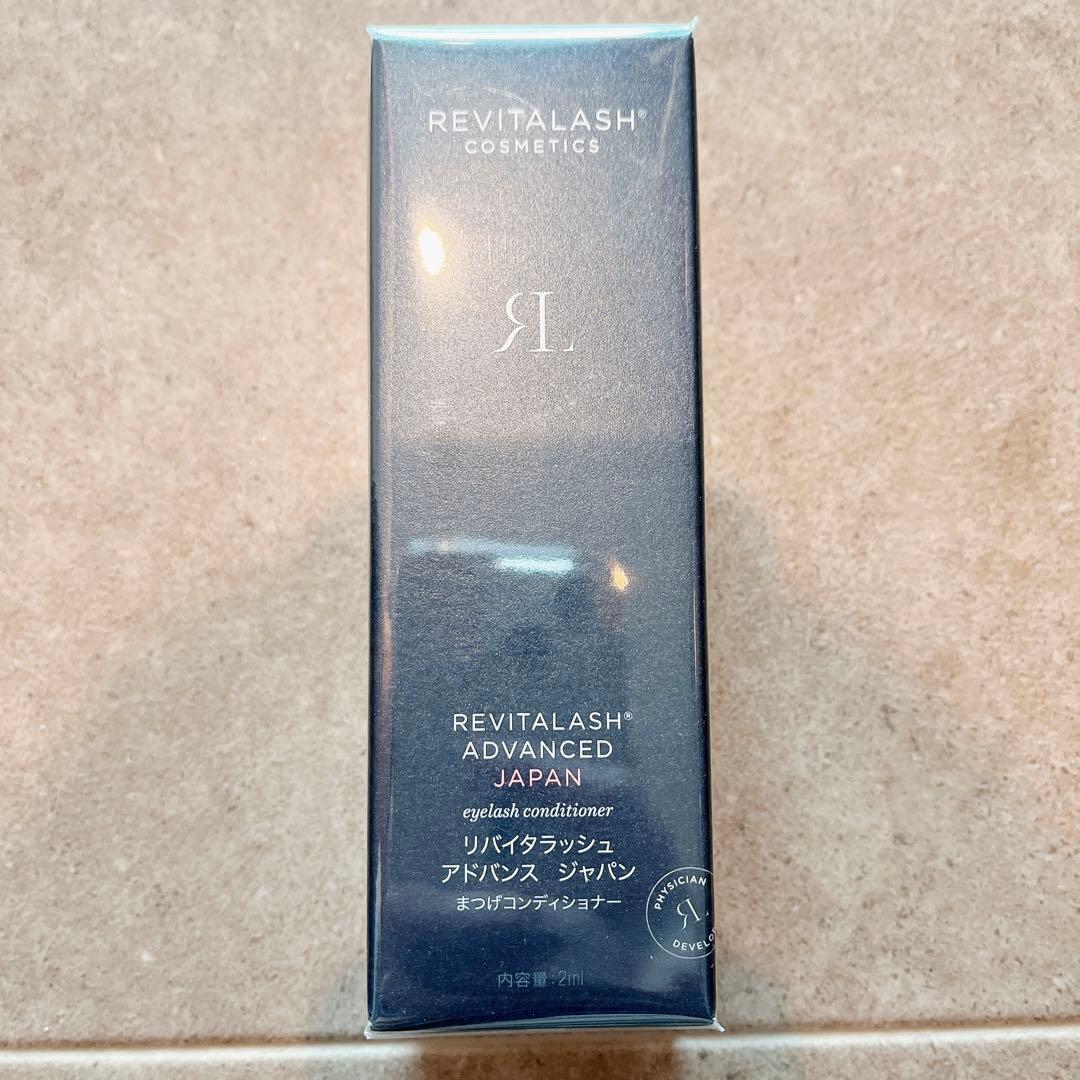 REVITALASH®
COSMETICS
RL
REVITALASH®
ADVANCED
JAPAN
eyelash conditioner
リバイタラッシュ
アドバンス ジャパン
まつげコンディショナー
PHYSICIAN
RL
DEVELO
内容量:2ml